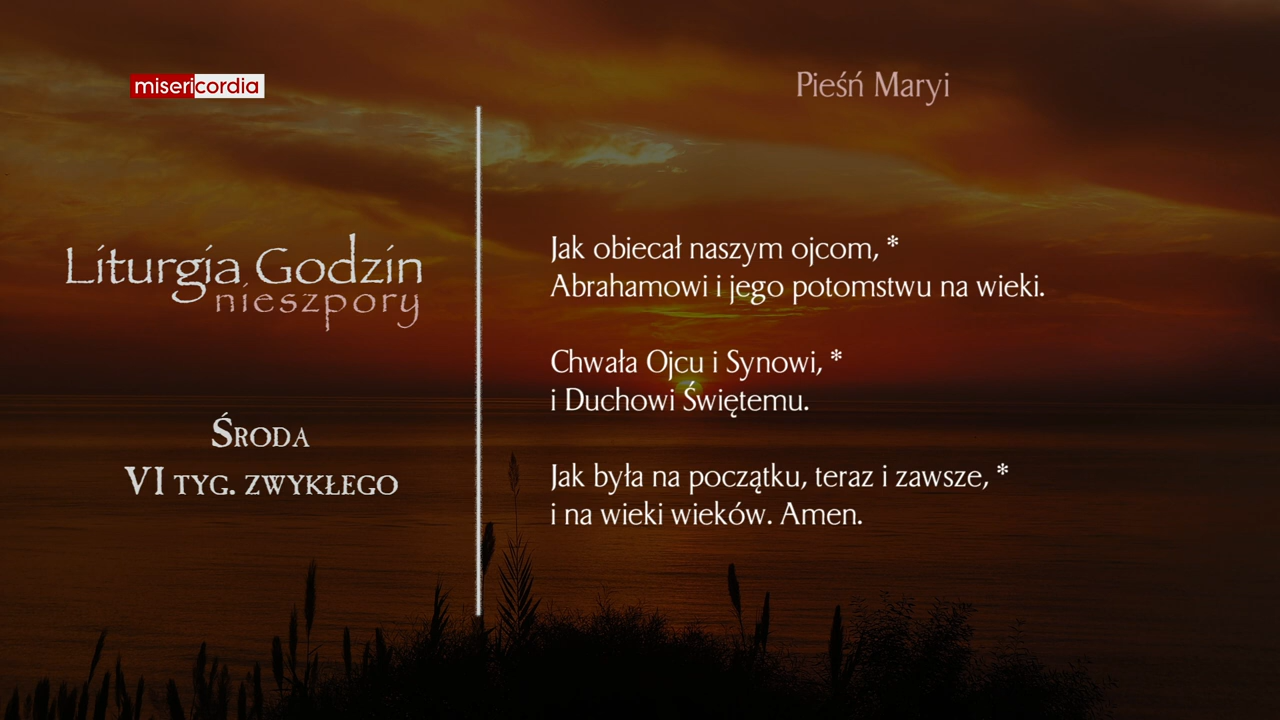 misericordia
Pieśń Maryi
Liturgia Godzin
nieszpory
Środa
VI tyg. zwykłego
Jak obiecał naszym ojcom, *
Abrahamowi i jego potomstwu na wieki.
Chwała Ojcu i Synowi, *
i Duchowi Świętemu.
Jak była na początku, teraz i zawsze, *
i na wieki wieków. Amen.